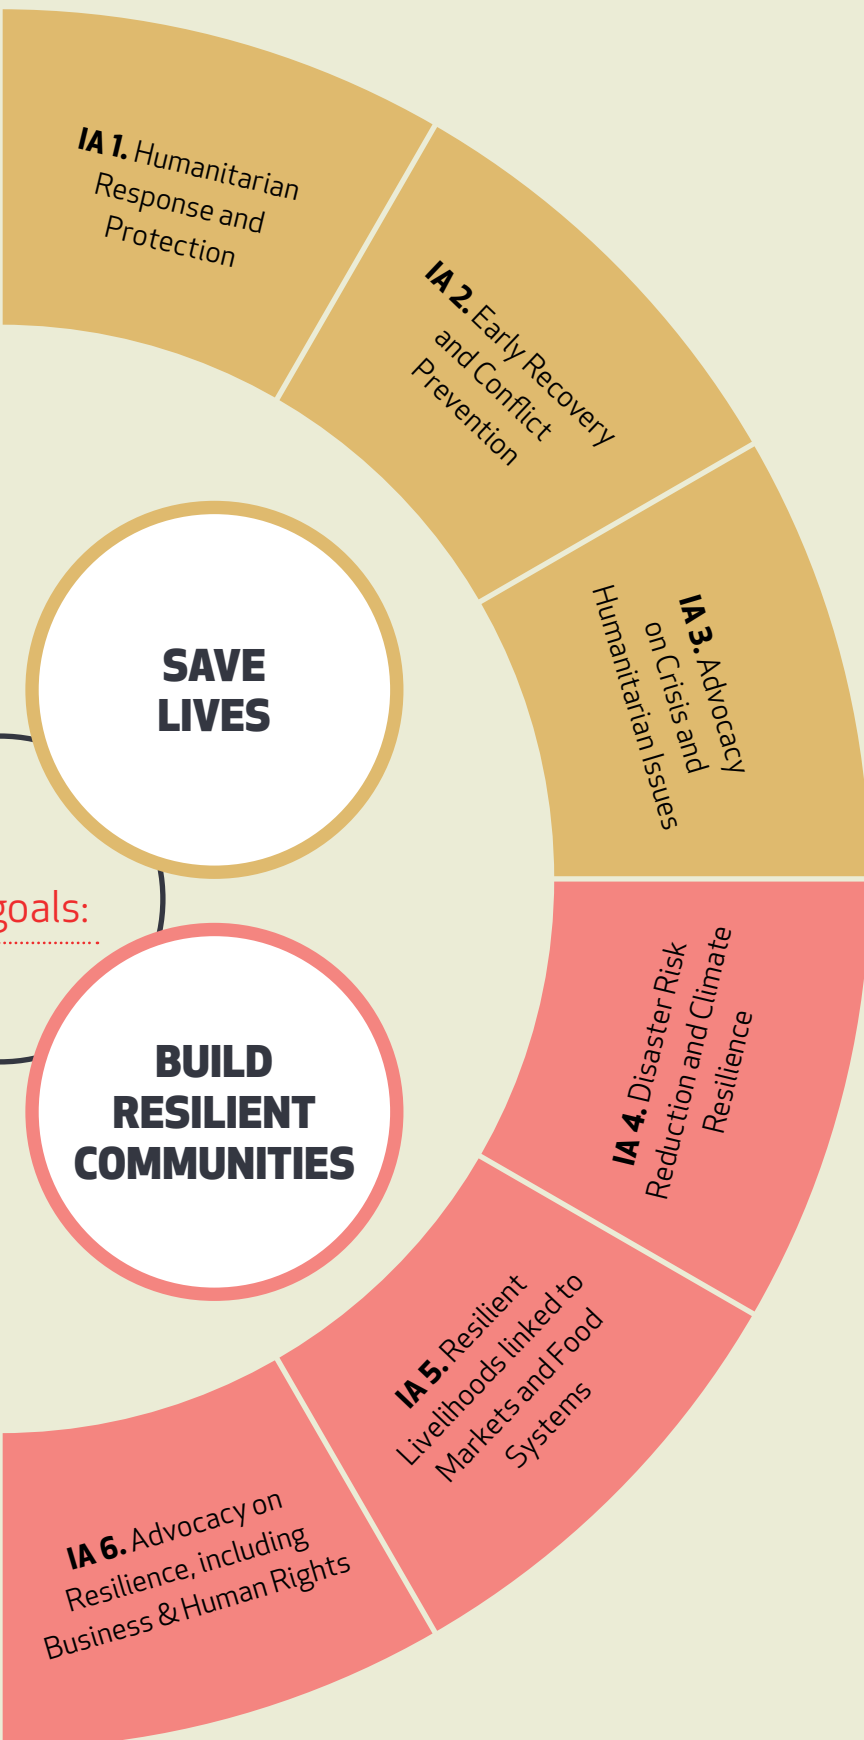 IA 1. Humanitarian
Response and
Protection
IA 2. Early Recovery
and Conflict
Prevention
IA 3. Advocacy
on Crisis and
Humanitarian Issues
SAVE
LIVES
goals:
BUILD
RESILIENT
COMMUNITIES
IA 4. Disaster Risk
Reduction and Climate
Resilience
IA 5. Resilient
Livelihoods linked to
Markets and Food
Systems
IA 6. Advocacy on
Resilience, including
Business & Human Rights